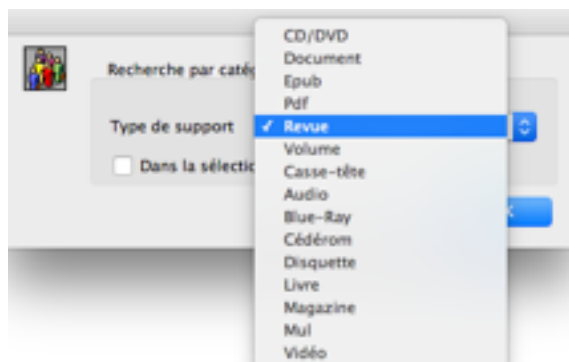 CD/DVD
Document
Recherche par caté
Epub
Pdf
Type de support ✓ Revue
Volume
Dans la sélectio
Casse-tête
Audio
Blue-Ray
Cédérom
Disquette
Livre
Magazine
Mul
Vidéo